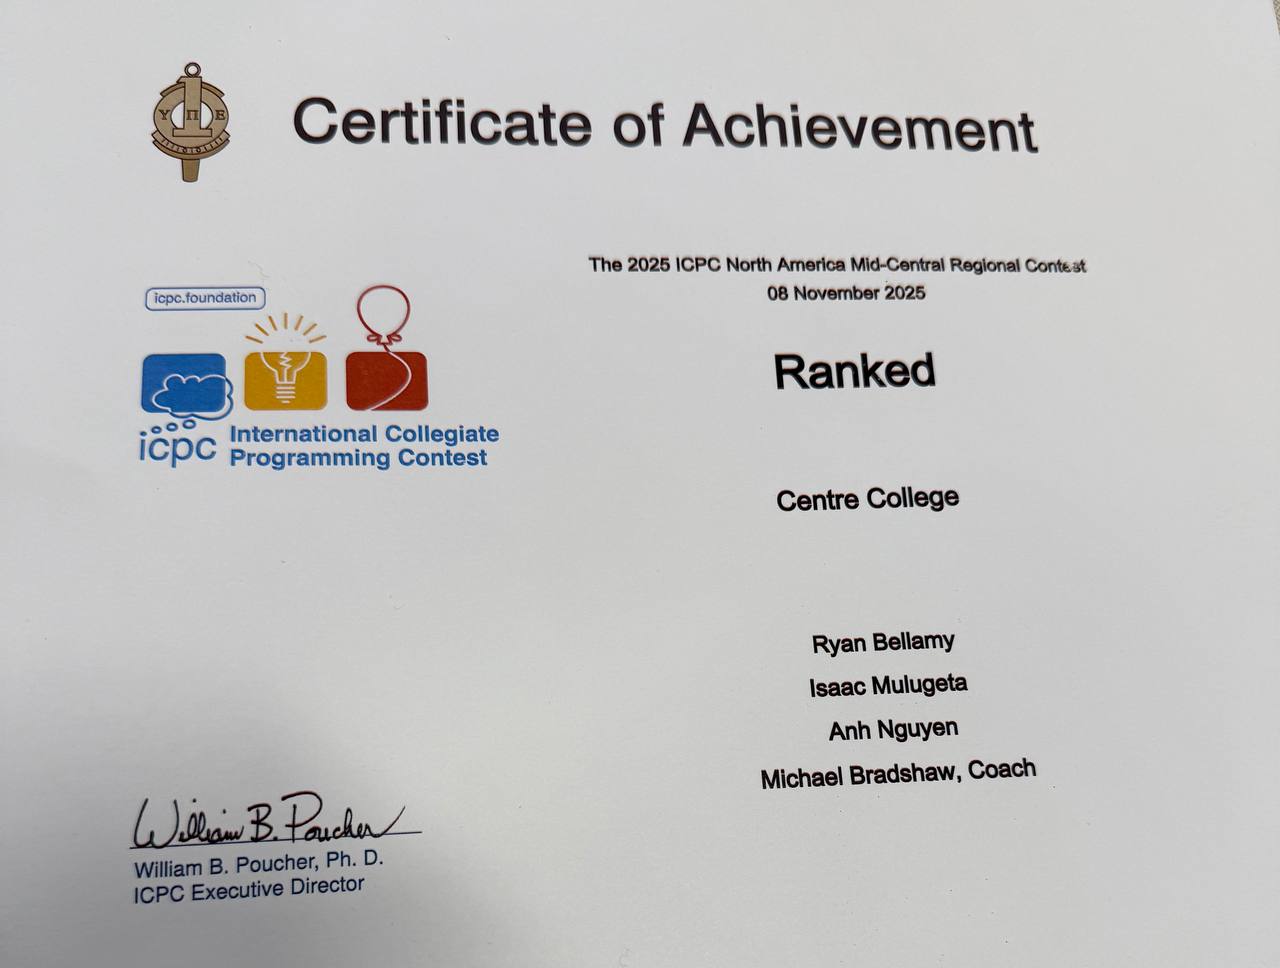 Certificate of Achievement
Υ Π Ε
The 2025 ICPC North America Mid-Central Regional Contest
08 November 2025
icpc.foundation
icpc International Collegiate
Programming Contest
Ranked
Centre College
Ryan Bellamy
Isaac Mulugeta
Anh Nguyen
Michael Bradshaw, Coach
William B. Poucher
William B. Poucher, Ph. D.
ICPC Executive Director